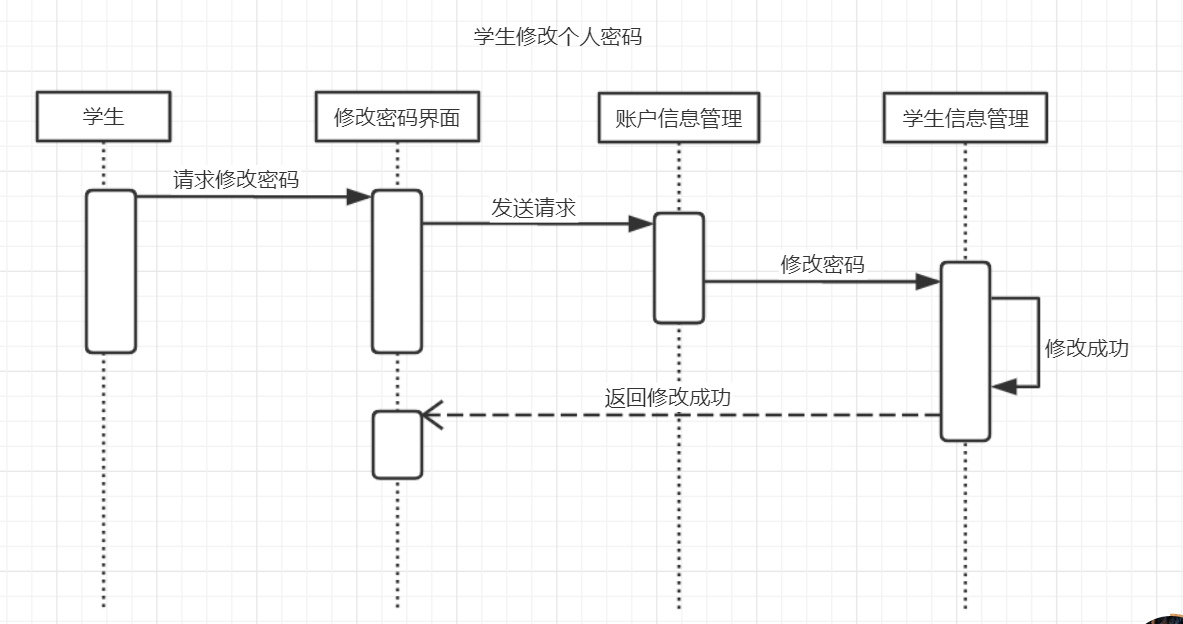 学生修改个人密码
学生
修改密码界面
账户信息管理
学生信息管理
请求修改密码
发送请求
修改密码
修改成功
返回修改成功